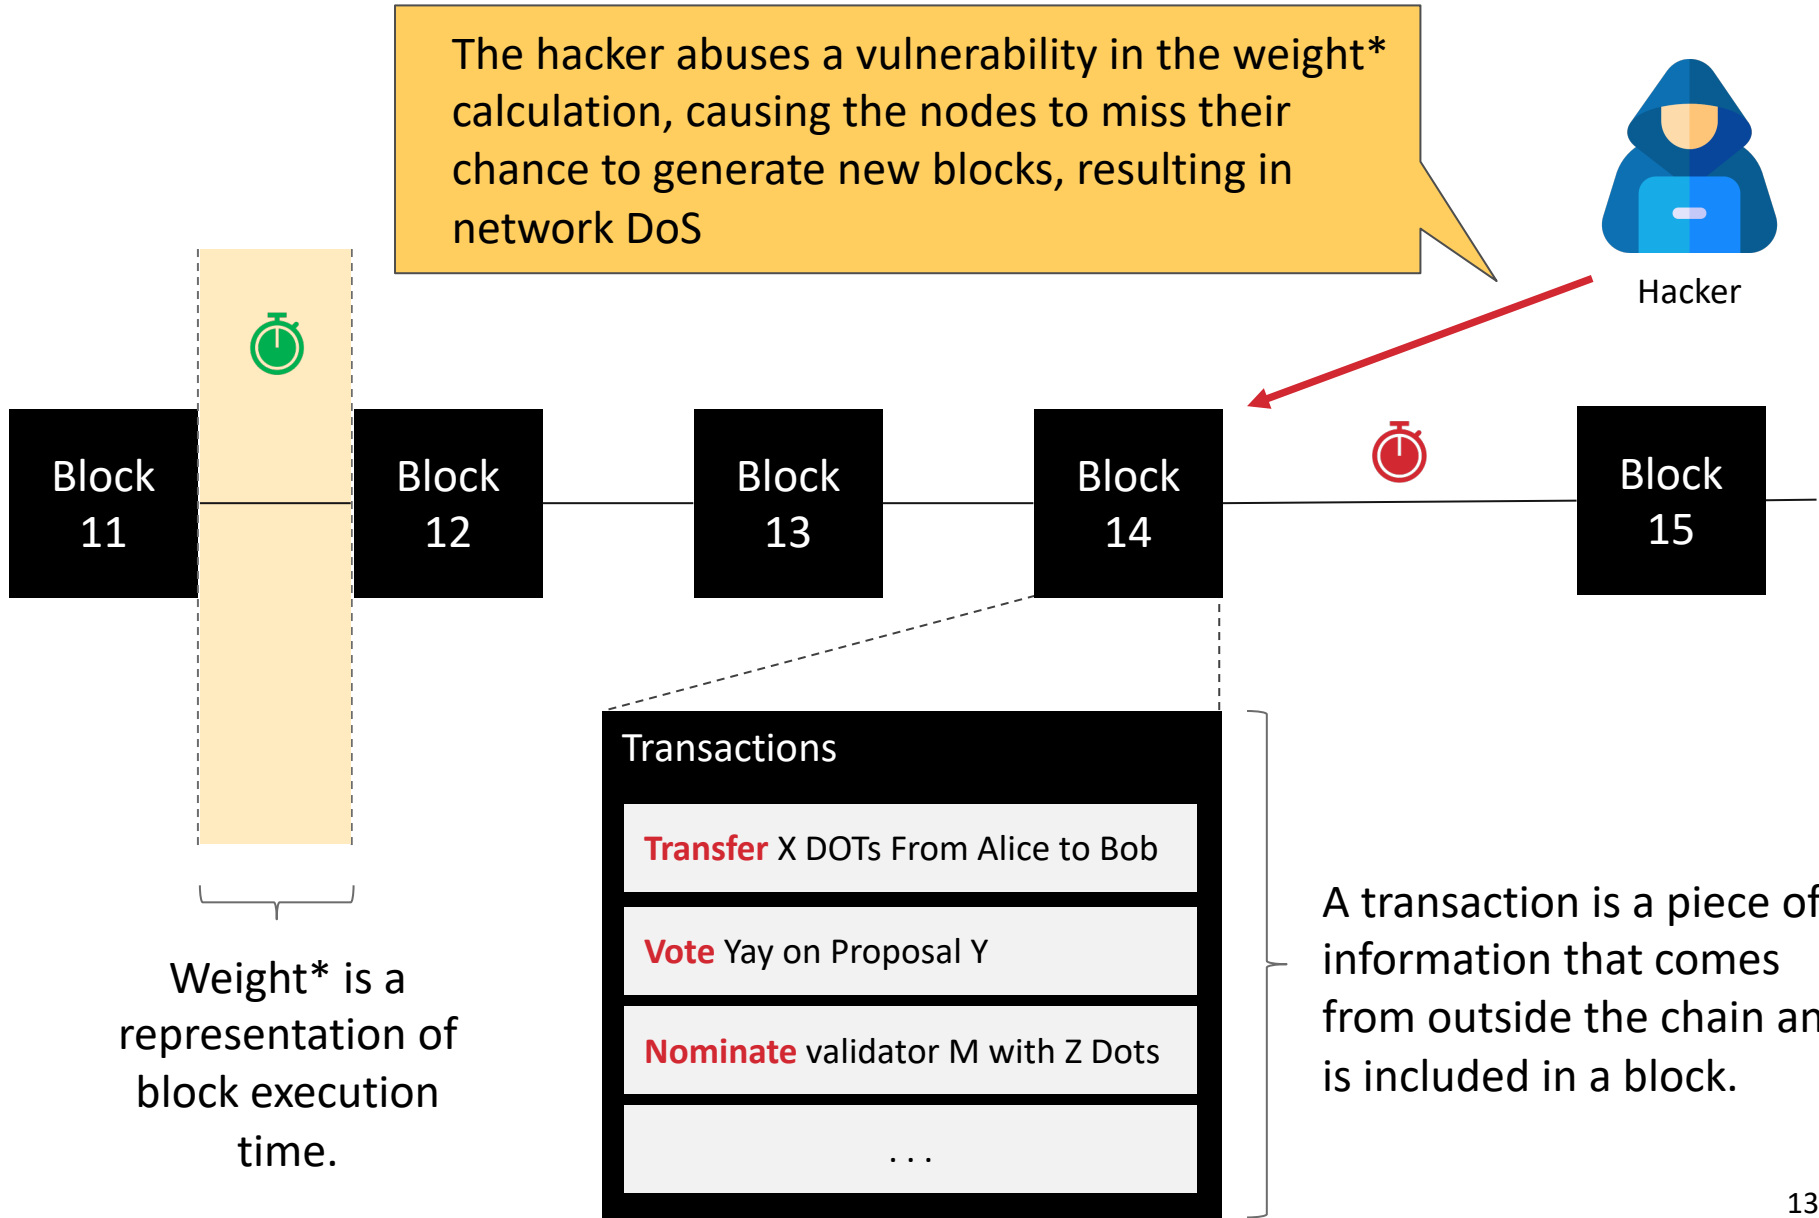 The hacker abuses a vulnerability in the weight*
calculation, causing the nodes to miss their
chance to generate new blocks, resulting in
network DoS
Hacker
Block
11
Block
12
Block
13
Block
14
Block
15
Transactions
Transfer X DOTs From Alice to Bob
Vote Yay on Proposal Y
Nominate validator M with Z Dots
. . .
Weight* is a
representation of
block execution
time.
A transaction is a piece of
information that comes
from outside the chain an
is included in a block.
13